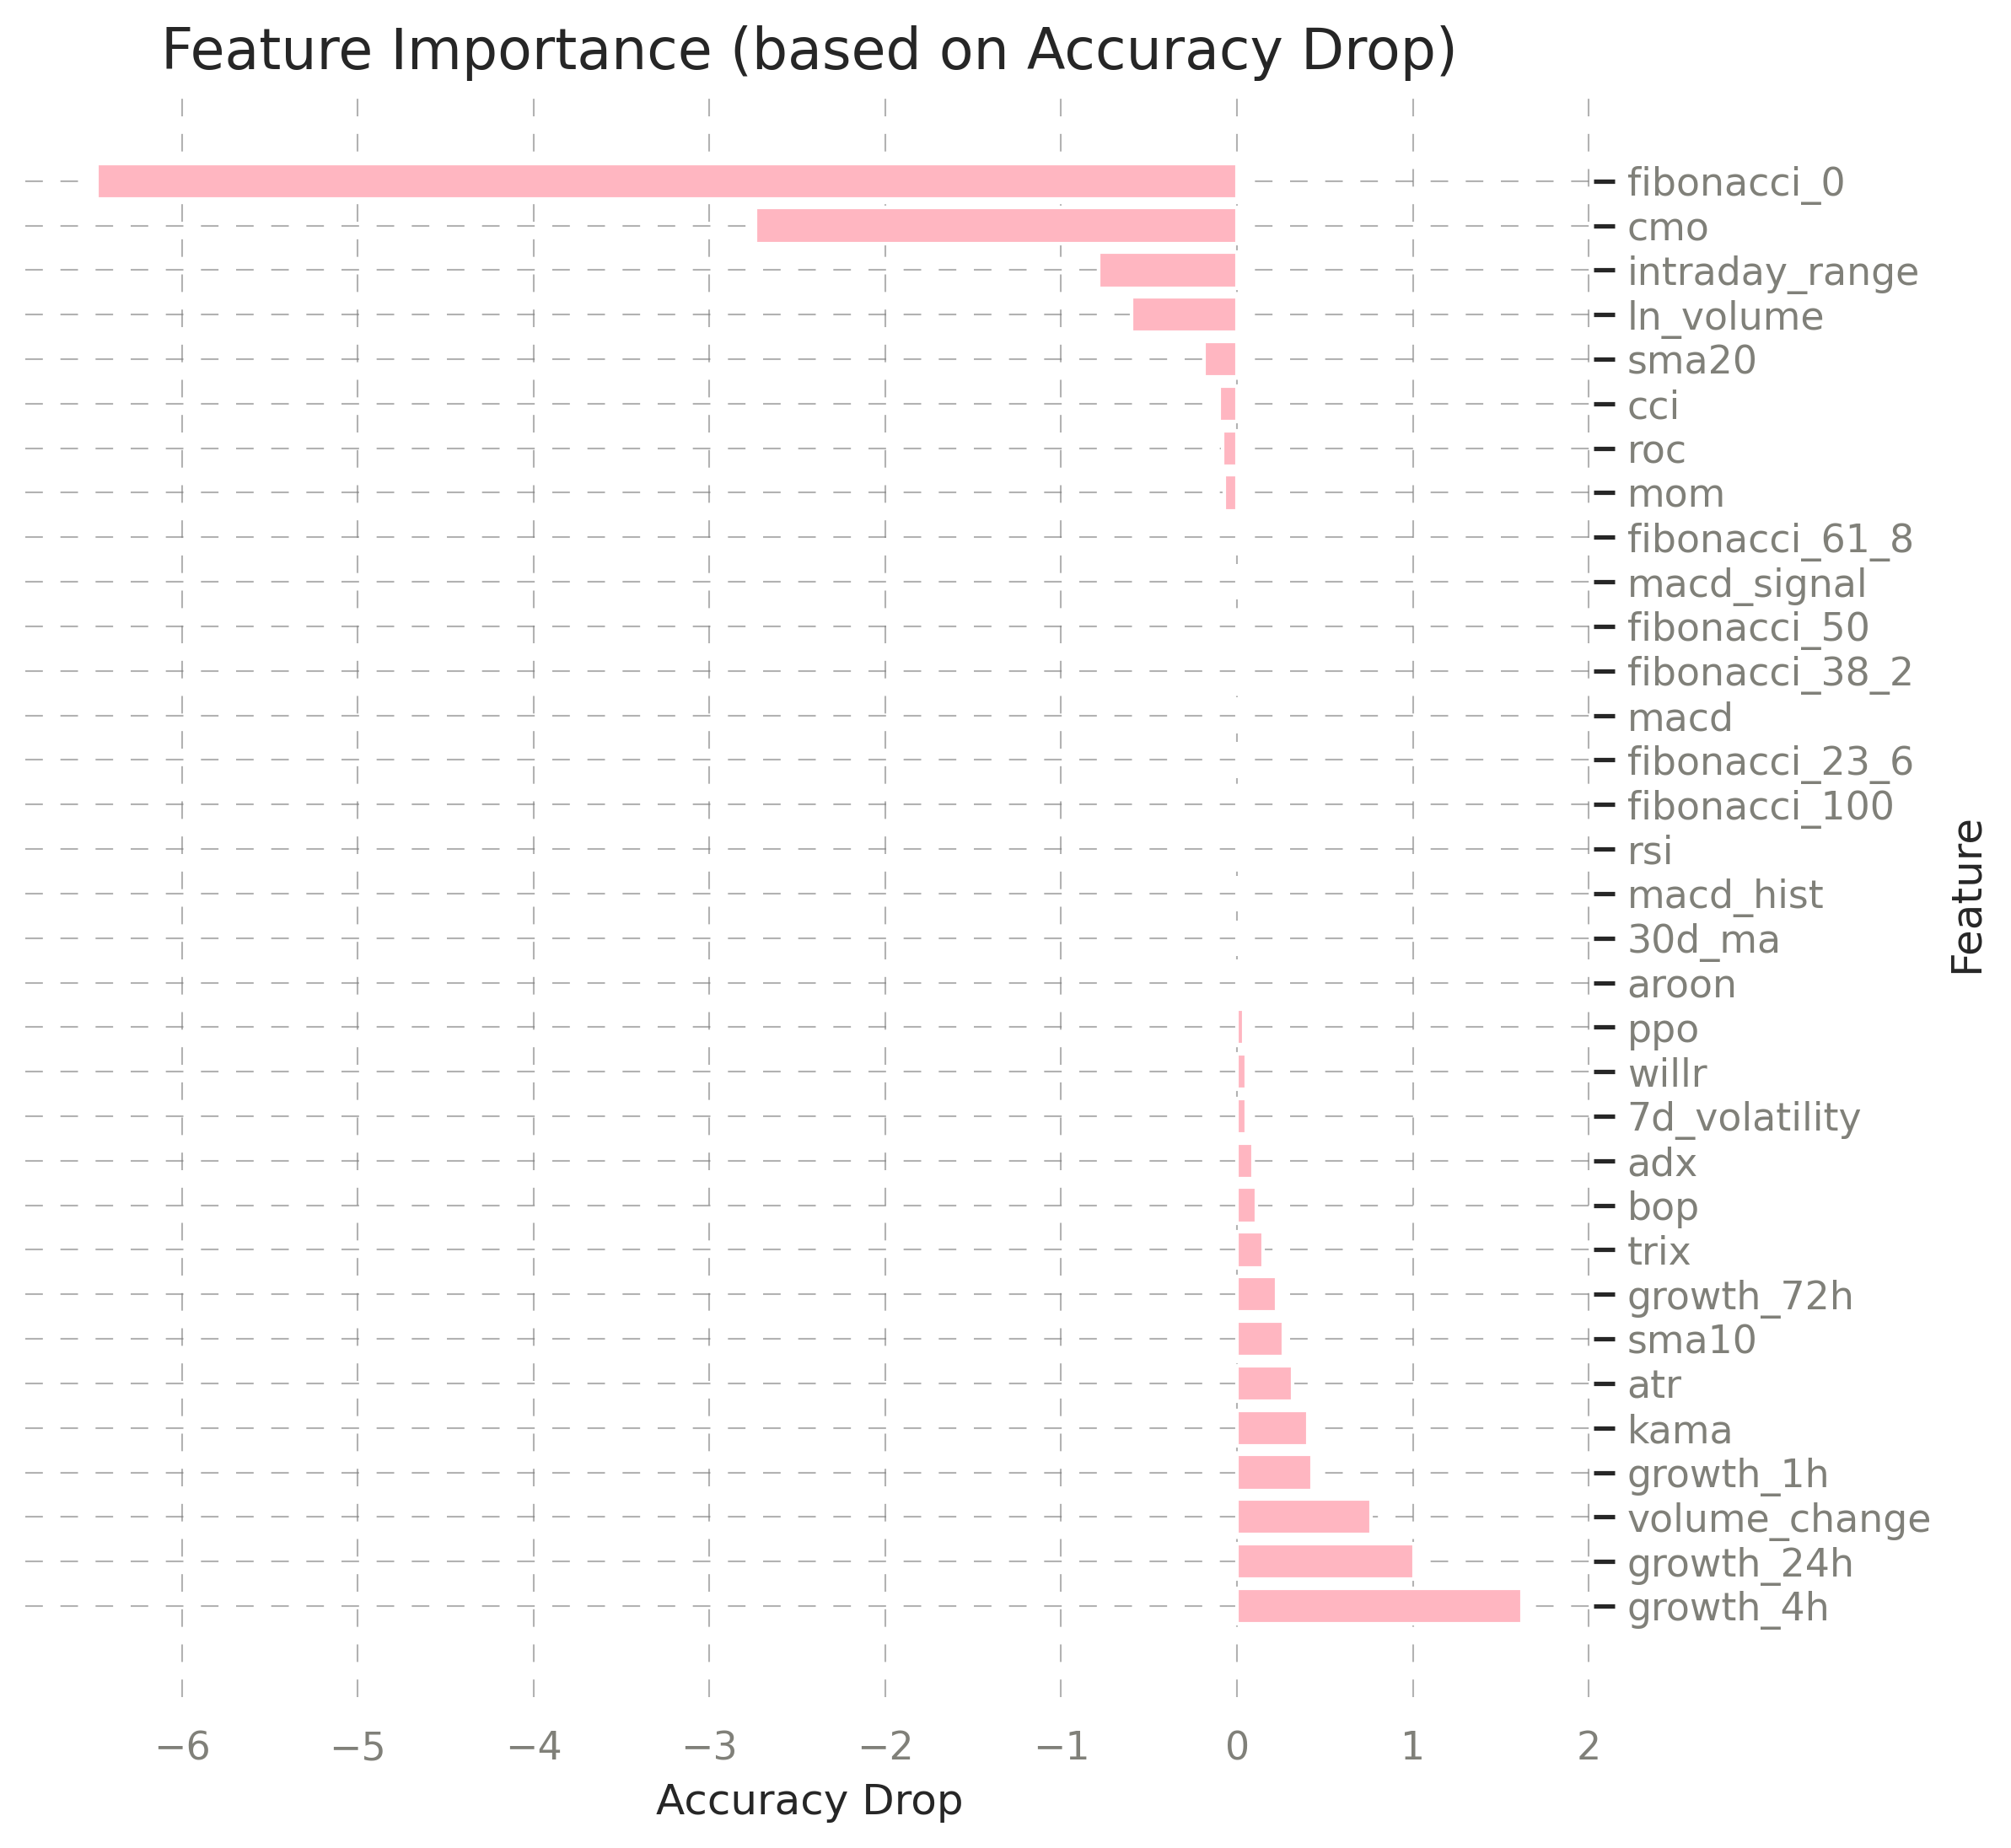 Feature Importance (based on Accuracy Drop)
fibonacci_0
cmo
intraday_range
ln_volume
sma20
cci
roc
mom
fibonacci_61_8
macd_signal
fibonacci_50
fibonacci_38_2
macd
fibonacci_23_6
fibonacci_100
rsi
macd_hist
30d_ma
aroon
ppo
willr
7d_volatility
adx
bop
trix
growth_72h
sma10
atr
kama
growth_1h
volume_change
growth_24h
growth_4h
Feature
−6 −5 −4 −3 −2 −1 0 1 2
Accuracy Drop